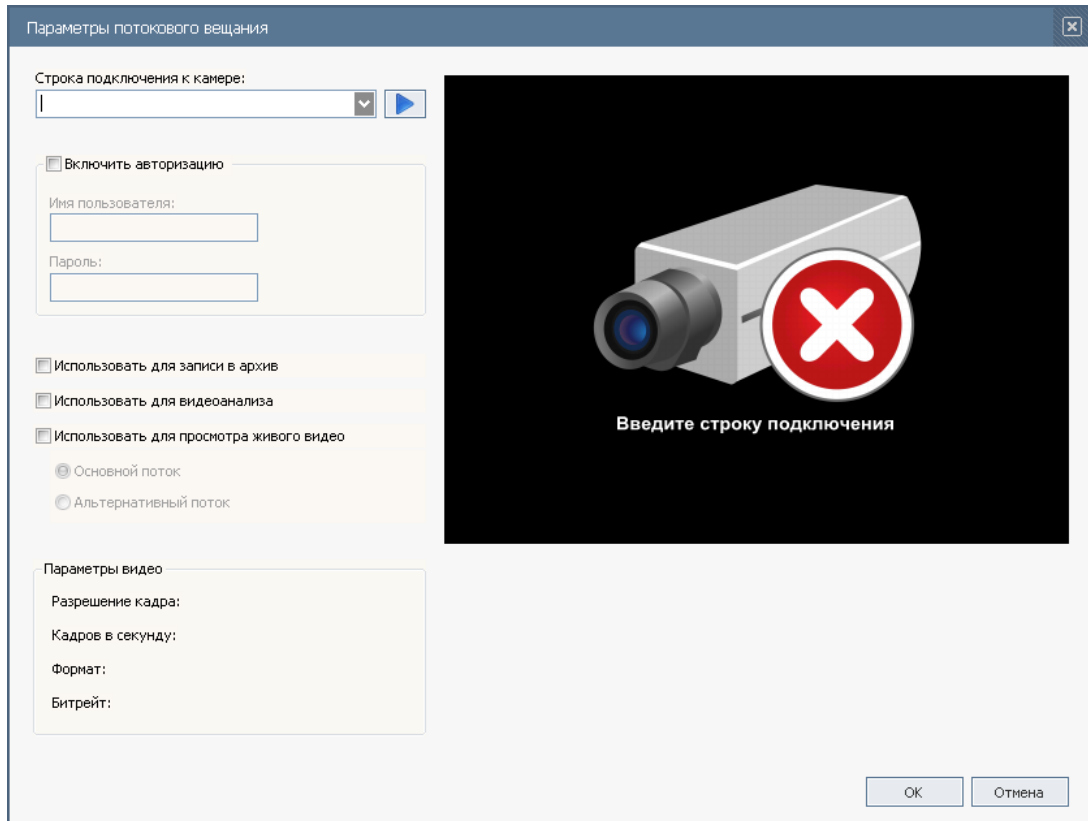 Параметры потокового вещания
Строка подключения к камере:
Включить авторизацию
Имя пользователя:
Пароль:
Использовать для записи в архив
Использовать для видеоанализа
Использовать для просмотра живого видео
Основной поток
Альтернативный поток
Введите строку подключения
Параметры видео
Разрешение кадра:
Кадров в секунду:
Формат:
Битрейт:
ОК
Отмена